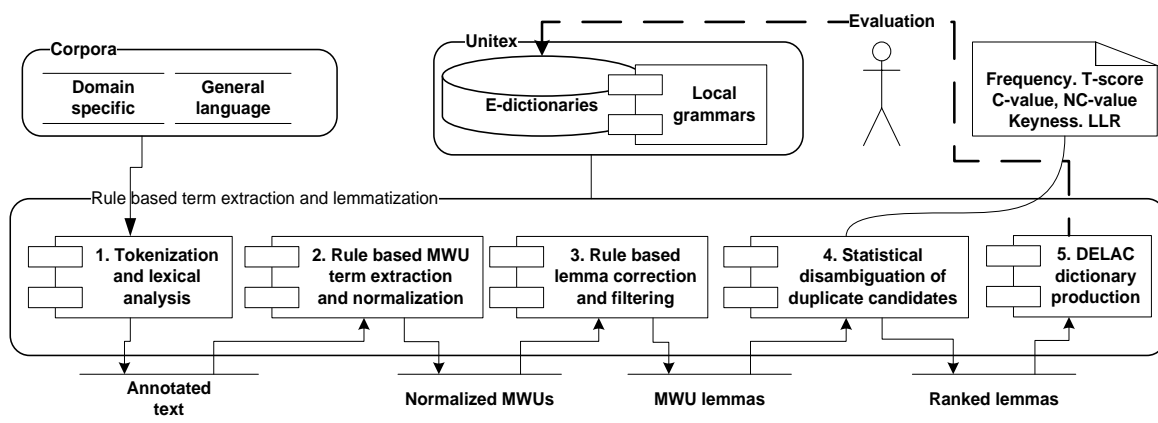 Corpora
Domain
specific
General
language
Unitex
E-dictionaries
Local
grammars
Evaluation
Frequency. T-score
C-value, NC-value
Keyness. LLR
Rule based term extraction and lemmatization
1. Tokenization
and lexical
analysis
2. Rule based MWU
term extraction
and normalization
3. Rule based
lemma correction
and filtering
4. Statistical
disambiguation of
duplicate candidates
5. DELAC
dictionary
production
Annotated
text
Normalized MWUs
MWU lemmas
Ranked lemmas